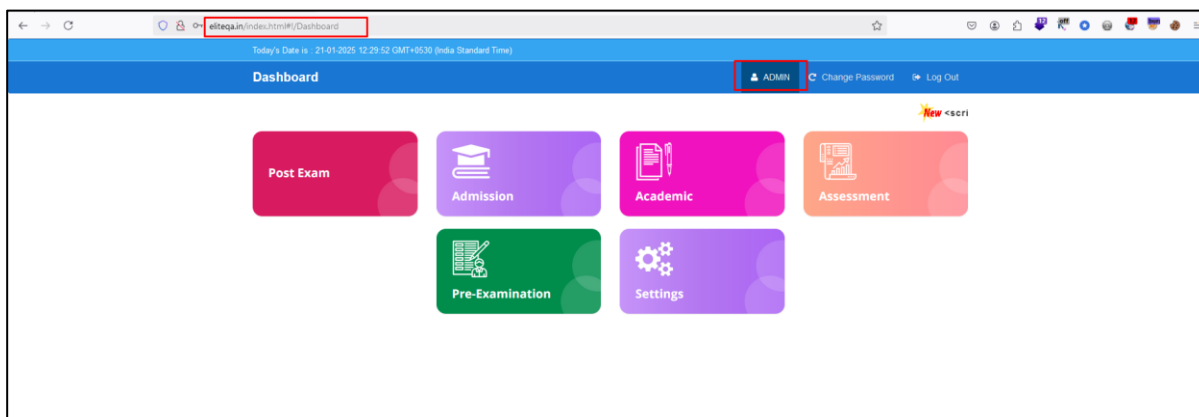 eliteqa.in/index.html#!/Dashboard
Today's Date is : 21-01-2025 12:29:52 GMT+0530 (India Standard Time)
Dashboard
ADMIN
Change Password
Log Out
New <scri
Post Exam
Admission
Academic
Assessment
Pre-Examination
Settings